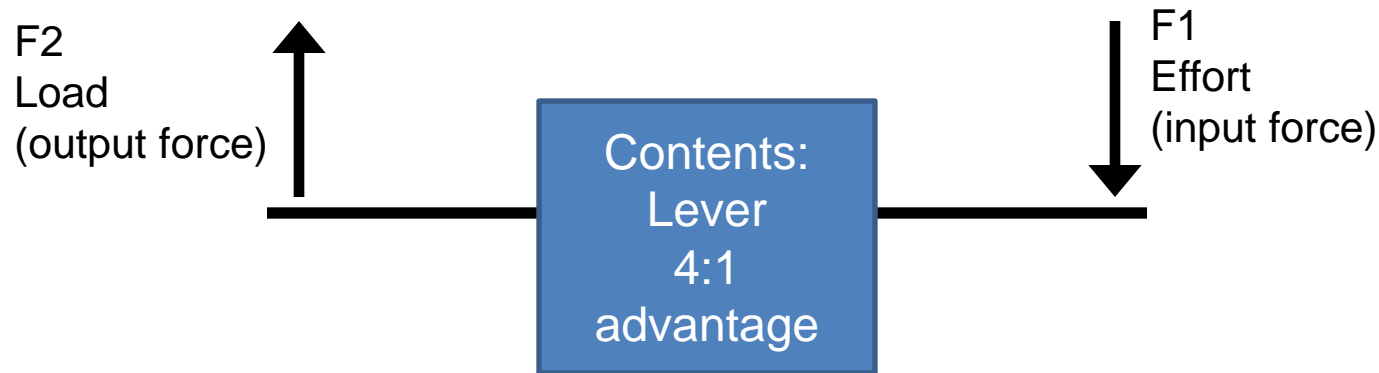 F2
Load
(output force)
Contents:
Lever
4:1
advantage
F1
Effort
(input force)